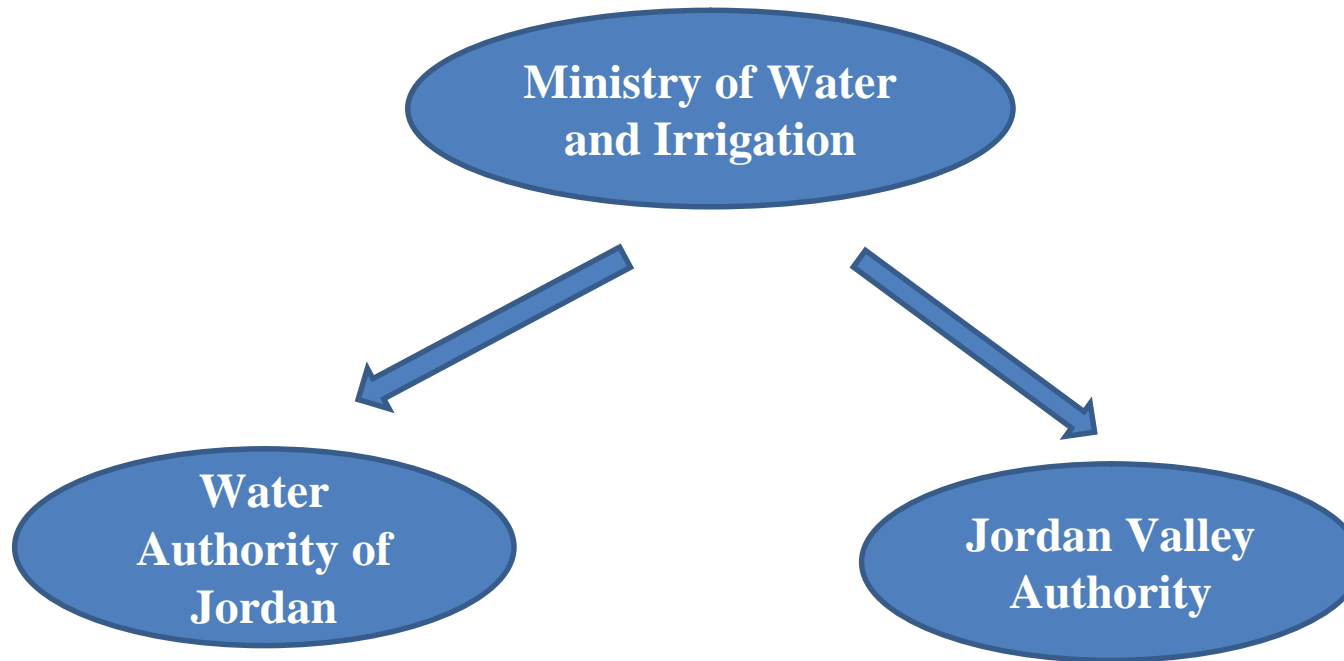 Ministry of Water
and Irrigation
Water
Authority of
Jordan
Jordan Valley
Authority